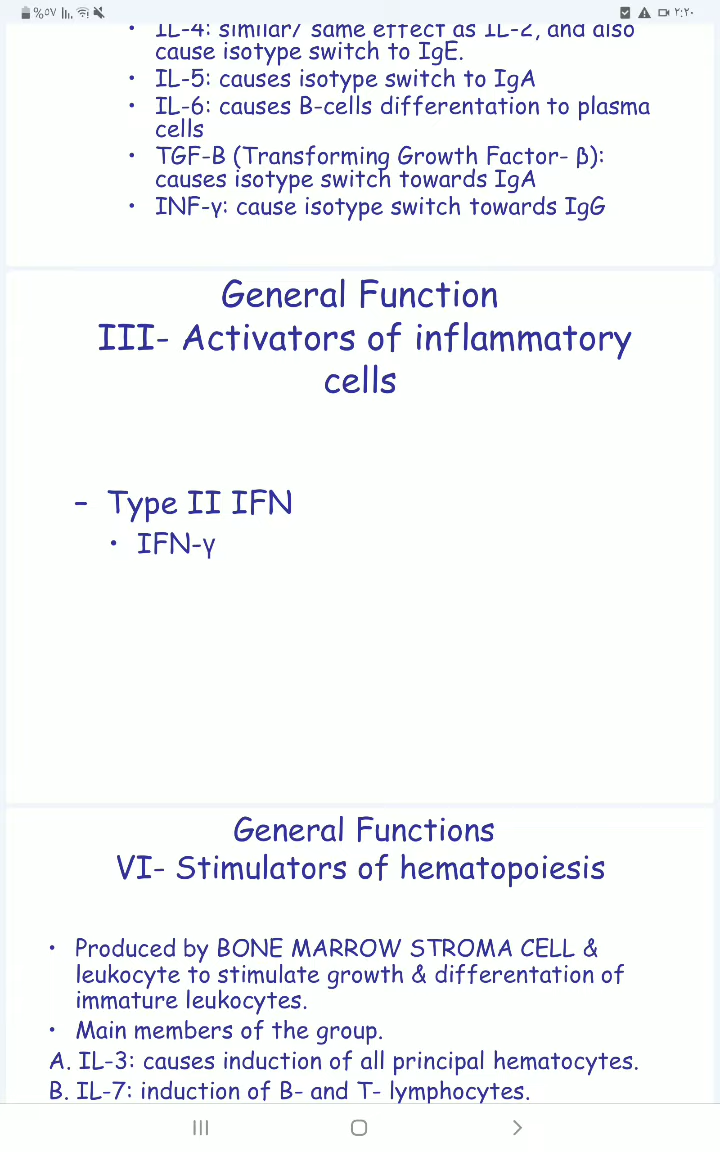 %٥٧
٢:٢٠
• IL-4: similar/ same effect as IL-2, and also
cause isotype switch to IgE.
• IL-5: causes isotype switch to IgA
• IL-6: causes B-cells differentation to plasma
cells
• TGF-B (Transforming Growth Factor- β):
causes isotype switch towards IgA
• INF-γ: cause isotype switch towards IgG
General Function
III- Activators of inflammatory
cells
– Type II IFN
• IFN-γ
General Functions
VI- Stimulators of hematopoiesis
• Produced by BONE MARROW STROMA CELL &
leukocyte to stimulate growth & differentation of
immature leukocytes.
• Main members of the group.
A. IL-3: causes induction of all principal hematocytes.
B. IL-7: induction of B- and T- lymphocytes.